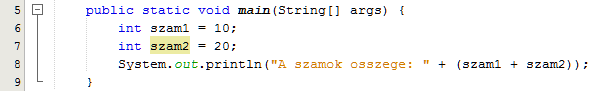 5 public static void main(String[] args) {
6 int szam1 = 10;
7 int szam2 = 20;
8 System.out.println("A szamok osszege: " + (szam1 + szam2));
9 }